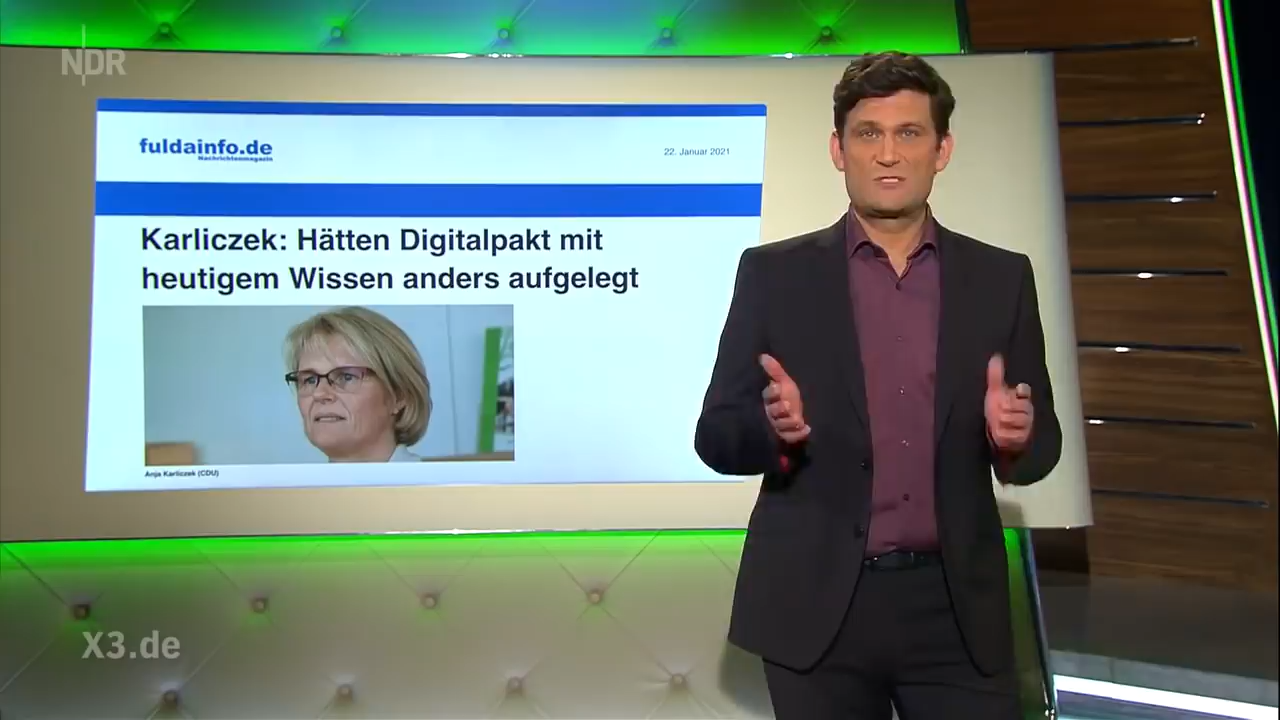 NDR
fuldainfo.de
Nachrichtenmagazin
22. Januar 2021
Karliczek: Hätten Digitalpakt mit
heutigem Wissen anders aufgelegt
Anja Karliczek (CDU)
X3.de